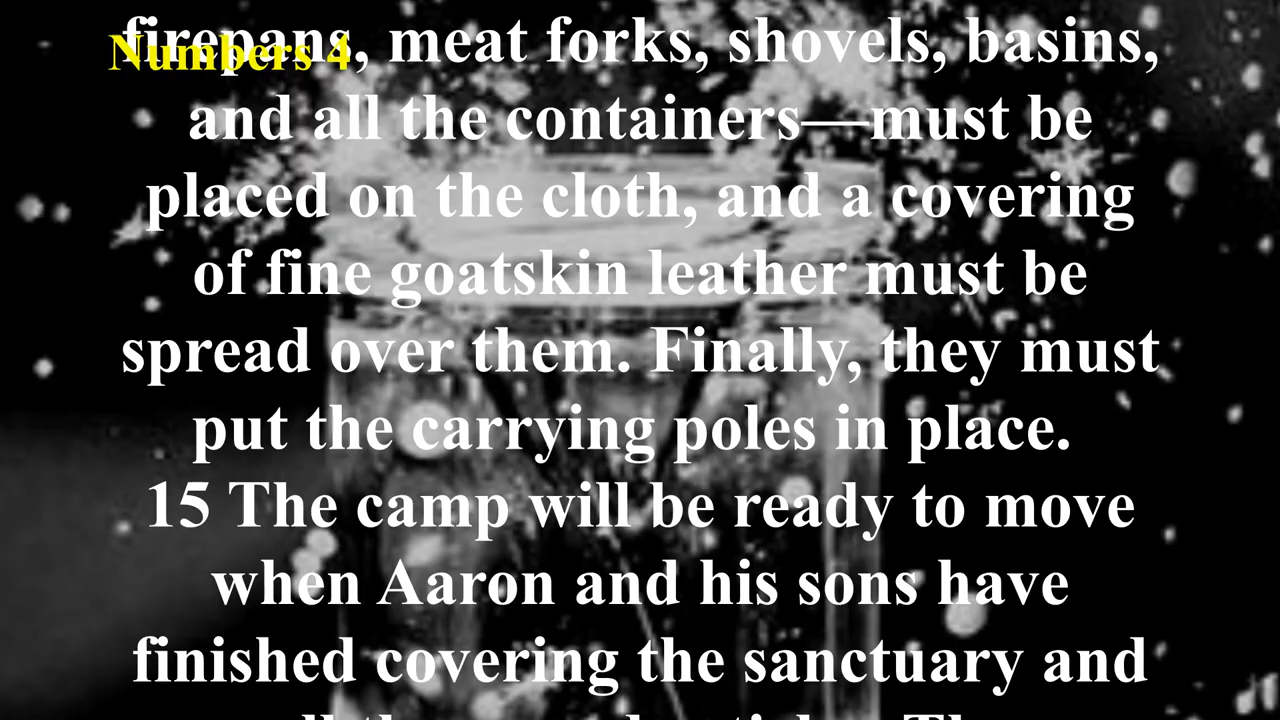 Numbers 4
firepans, meat forks, shovels, basins,
and all the containers—must be
placed on the cloth, and a covering
of fine goatskin leather must be
spread over them. Finally, they must
put the carrying poles in place.
15 The camp will be ready to move
when Aaron and his sons have
finished covering the sanctuary and